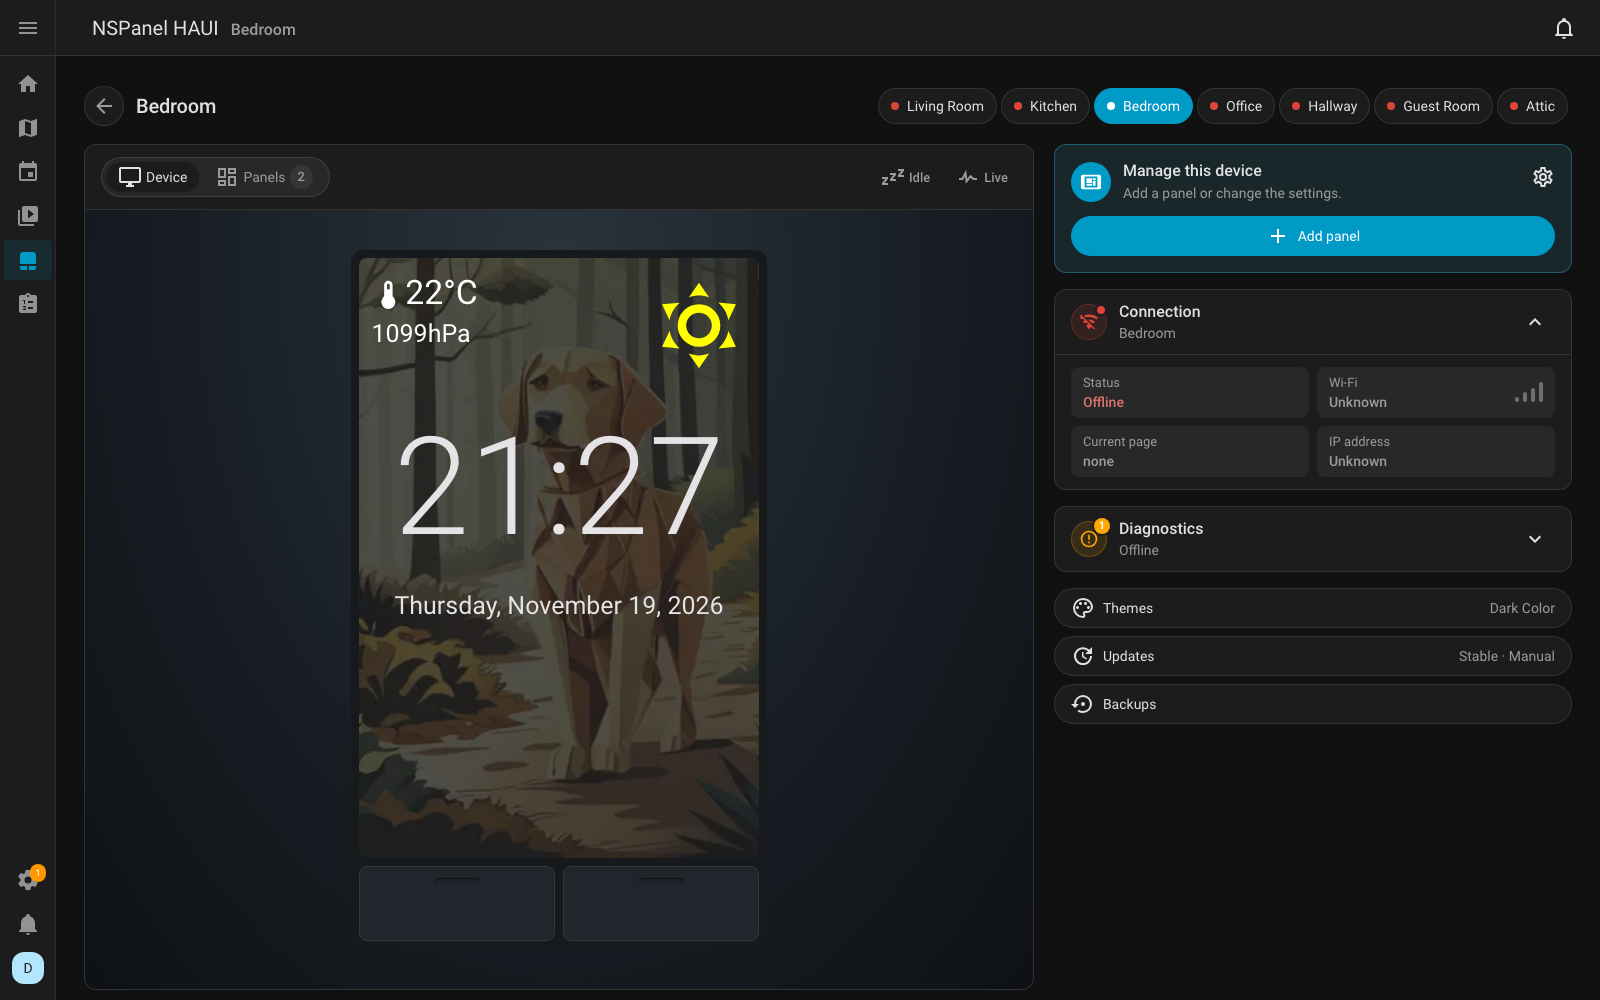 NSPanel HAUI Bedroom
Bedroom
Living Room
Kitchen
Bedroom
Office
Hallway
Guest Room
Attic
Device
Panels 2
Idle
Live
22°C
1099hPa
21:27
Thursday, November 19, 2026
Manage this device
Add a panel or change the settings.
Add panel
Connection
Bedroom
Status
Offline
Wi-Fi
Unknown
Current page
none
IP address
Unknown
1
Diagnostics
Offline
Themes
Dark Color
Updates
Stable · Manual
Backups
1
D